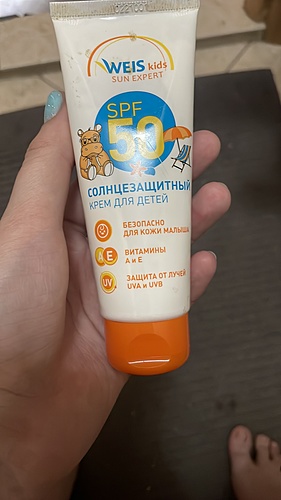 WEIS kids
SUN EXPERT
SPF
50
СОЛНЦЕЗАЩИТНЫЙ
КРЕМ ДЛЯ ДЕТЕЙ
БЕЗОПАСНО
ДЛЯ КОЖИ МАЛЫША
A E
ВИТАМИНЫ
А и Е
UV
ЗАЩИТА ОТ ЛУЧЕЙ
UVA и UVB